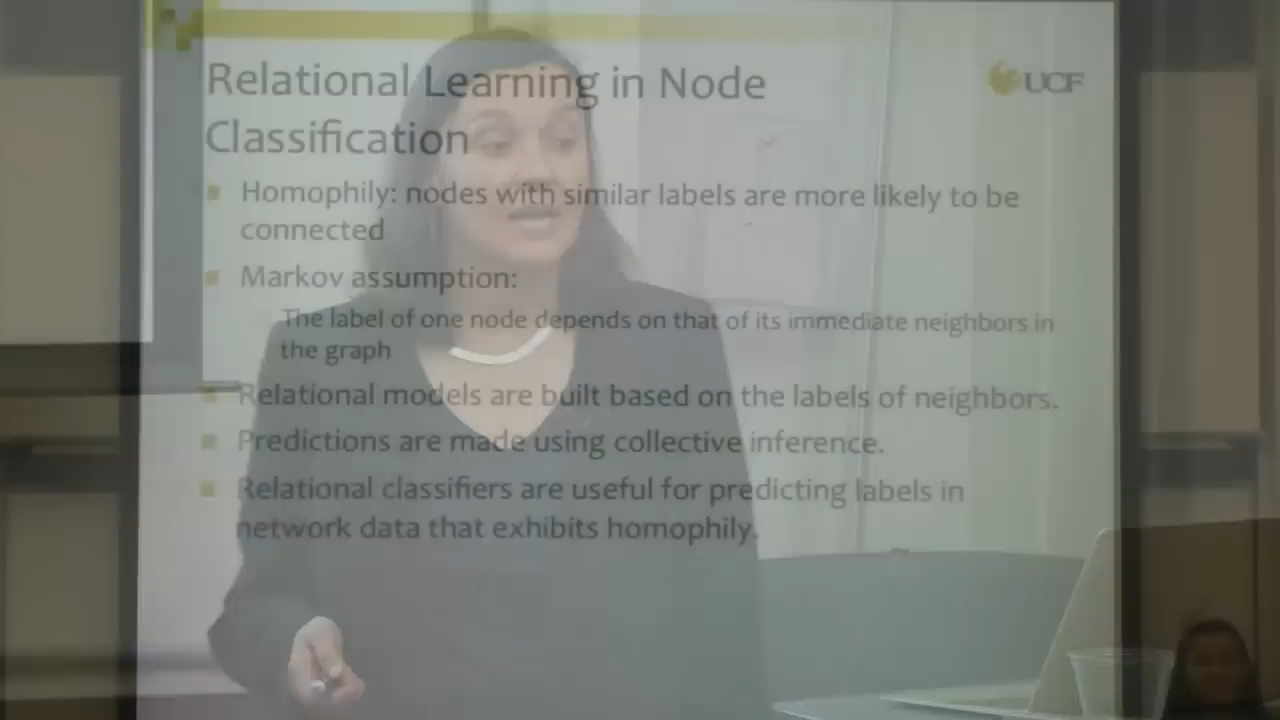 Relational Learning in Node
Classification
UCF
Homophily: nodes with similar labels are more likely to be
connected
Markov assumption:
The label of one node depends on that of its immediate neighbors in
the graph
Relational models are built based on the labels of neighbors.
Predictions are made using collective inference.
Relational classifiers are useful for predicting labels in
network data that exhibits homophily.